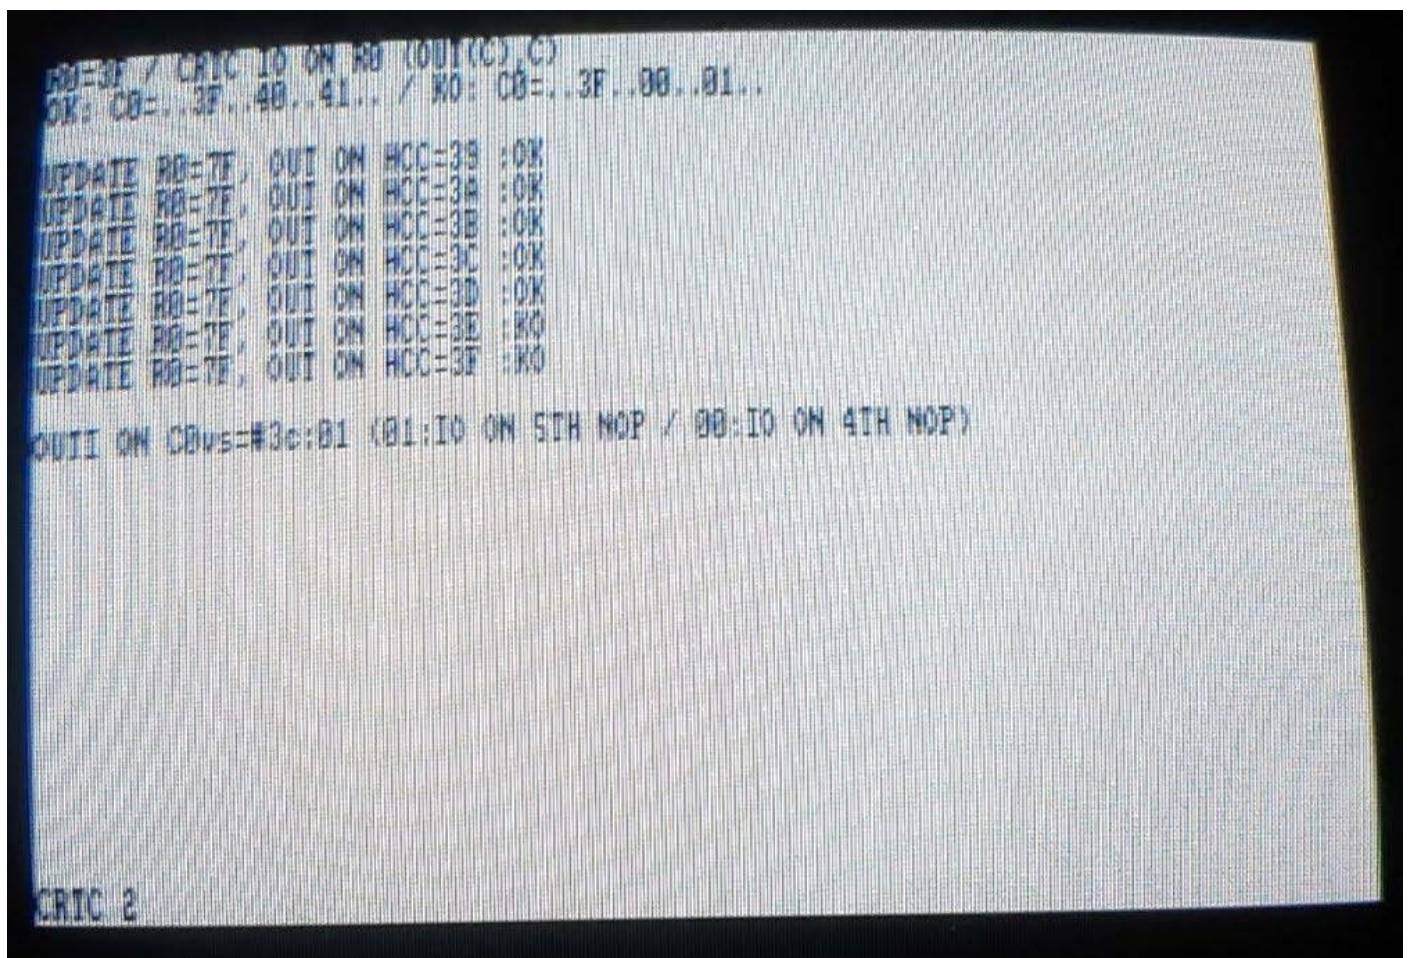 R0=3F / CRTC IO ON R0 (OUT(C),C)
OK: C0=..3F..40..41.. / KO: C0=..3F..00..01..
UPDATE R0=7F, OUT ON HCC=39 :OK
UPDATE R0=7F, OUT ON HCC=3A :OK
UPDATE R0=7F, OUT ON HCC=3B :OK
UPDATE R0=7F, OUT ON HCC=3C :OK
UPDATE R0=7F, OUT ON HCC=3D :OK
UPDATE R0=7F, OUT ON HCC=3E :KO
UPDATE R0=7F, OUT ON HCC=3F :KO
OUTI ON C0vs=#3c:01 (01:IO ON 5TH NOP / 00:IO ON 4TH NOP)
CRTC 2